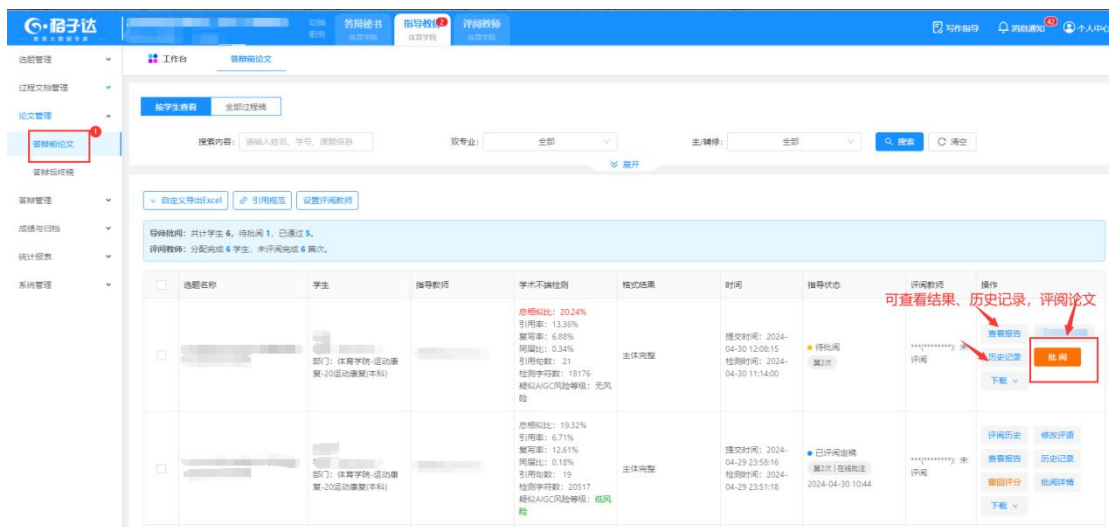 格子达
教育大数据专家
切换
职务
答辩秘书
体育学院
指导教师
2
体育学院
评阅教师
体育学院
写作指导
消息通知
42
个人中心
选题管理
过程文档管理
论文管理
答辩前论文
1
答辩后终稿
答辩管理
成绩与归档
统计报表
系统管理
工作台
答辩前论文
按学生查看
全部过程稿
搜索内容：
请输入姓名、学号、课题信息
双专业：
全部
主/辅修：
全部
搜索
清空
展开
自定义导出Excel
引用规范
设置评阅教师
导师批阅：共计学生 6，待批阅 1，已通过 5。
评阅教师：分配完成 6 学生，未评阅完成 6 篇次。
选题名称 学生 指导教师 学术不端检测 格式结果 时间 指导状态 评阅教师 操作
可查看结果、历史记录，评阅论文
部门：体育学院-运动康
复-20运动康复(本科)
总相似比：20.24%
引用率：13.36%
复写率：6.88%
同届比：0.34%
引用句数：21
检测字符数：18176
疑似AIGC风险等级：无风
险
主体完整
提交时间：2024-
04-30 12:08:15
检测时间：2024-
04-30 11:14:00
待批阅
第2次
***(*********)；未
评阅
查看报告
历史记录
批 阅
下载
部门：体育学院-运动康
复-20运动康复(本科)
总相似比：19.32%
引用率：6.71%
复写率：12.61%
同届比：0.18%
引用句数：19
检测字符数：20517
疑似AIGC风险等级：低风
险
主体完整
提交时间：2024-
04-29 23:58:16
检测时间：2024-
04-29 23:51:18
已评阅定稿
第2次 | 在线批注
2024-04-30 10:44
***(*********)；未
评阅
评阅历史 修改评语
查看报告 历史记录
撤回评分 批阅详情
下载